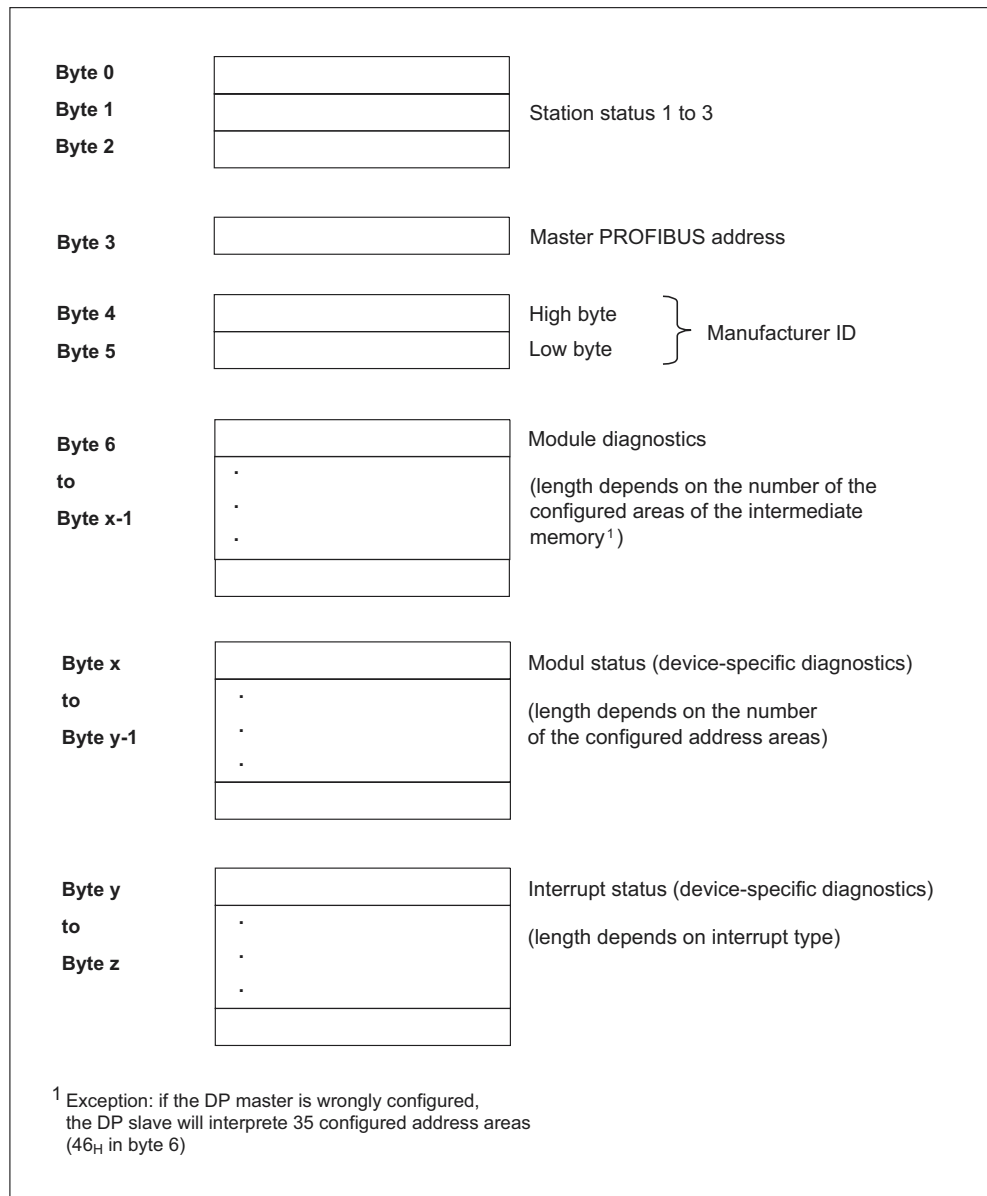 Byte 0
Byte 1
Byte 2
Station status 1 to 3
Byte 3
Master PROFIBUS address
Byte 4
High byte
Byte 5
Low byte
Manufacturer ID
Byte 6
to
Byte x-1
Module diagnostics
(length depends on the number of the
configured areas of the intermediate
memory¹)
Byte x
to
Byte y-1
Modul status (device-specific diagnostics)
(length depends on the number
of the configured address areas)
Byte y
to
Byte z
Interrupt status (device-specific diagnostics)
(length depends on interrupt type)
¹ Exception: if the DP master is wrongly configured,
the DP slave will interprete 35 configured address areas
(46H in byte 6)